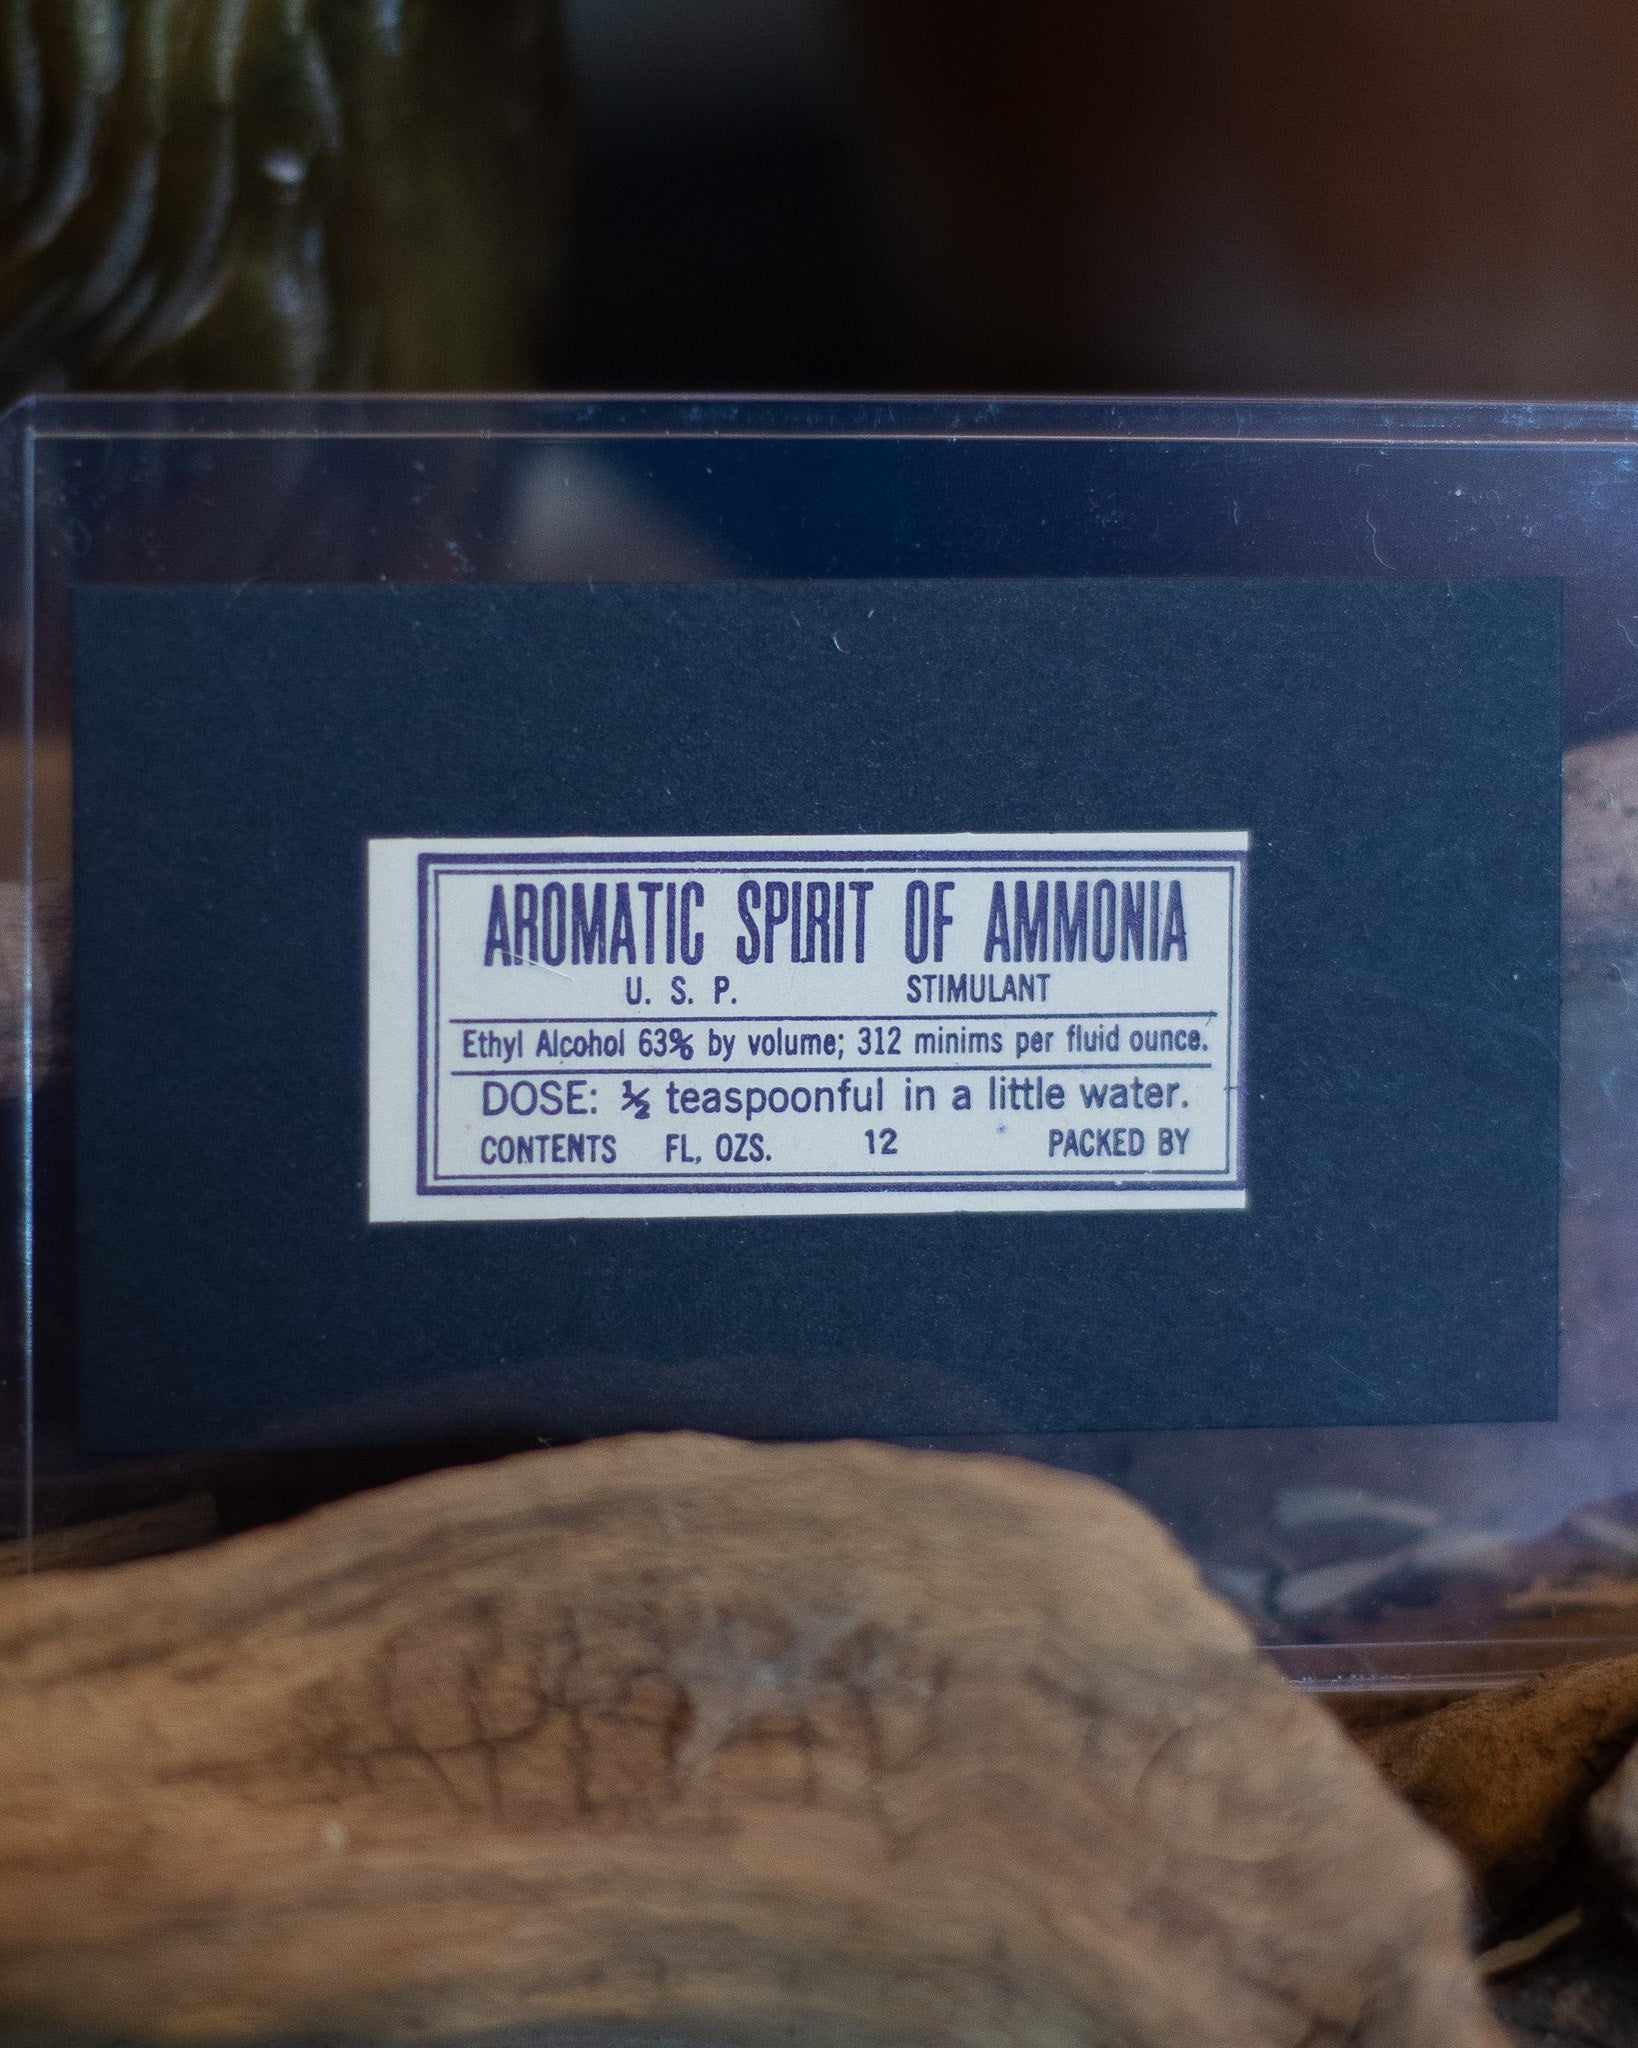 AROMATIC SPIRIT OF AMMONIA
U. S. P. STIMULANT
Ethyl Alcohol 63% by volume; 312 minims per fluid ounce.
DOSE: ½ teaspoonful in a little water.
CONTENTS FL. OZS. 12 PACKED BY